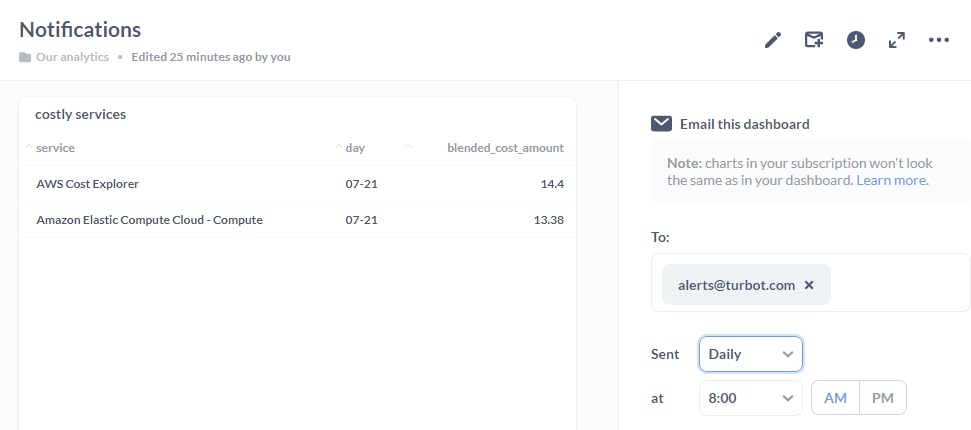 Notifications
Our analytics • Edited 25 minutes ago by you
costly services
service day blended_cost_amount
AWS Cost Explorer 07-21 14.4
Amazon Elastic Compute Cloud - Compute 07-21 13.38
Email this dashboard
Note: charts in your subscription won't look
the same as in your dashboard. Learn more.
To:
alerts@turbot.com ×
Sent Daily
at 8:00 AM PM